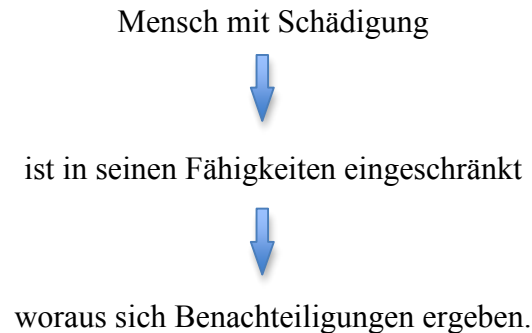 Mensch mit Schädigung
ist in seinen Fähigkeiten eingeschränkt
woraus sich Benachteiligungen ergeben.